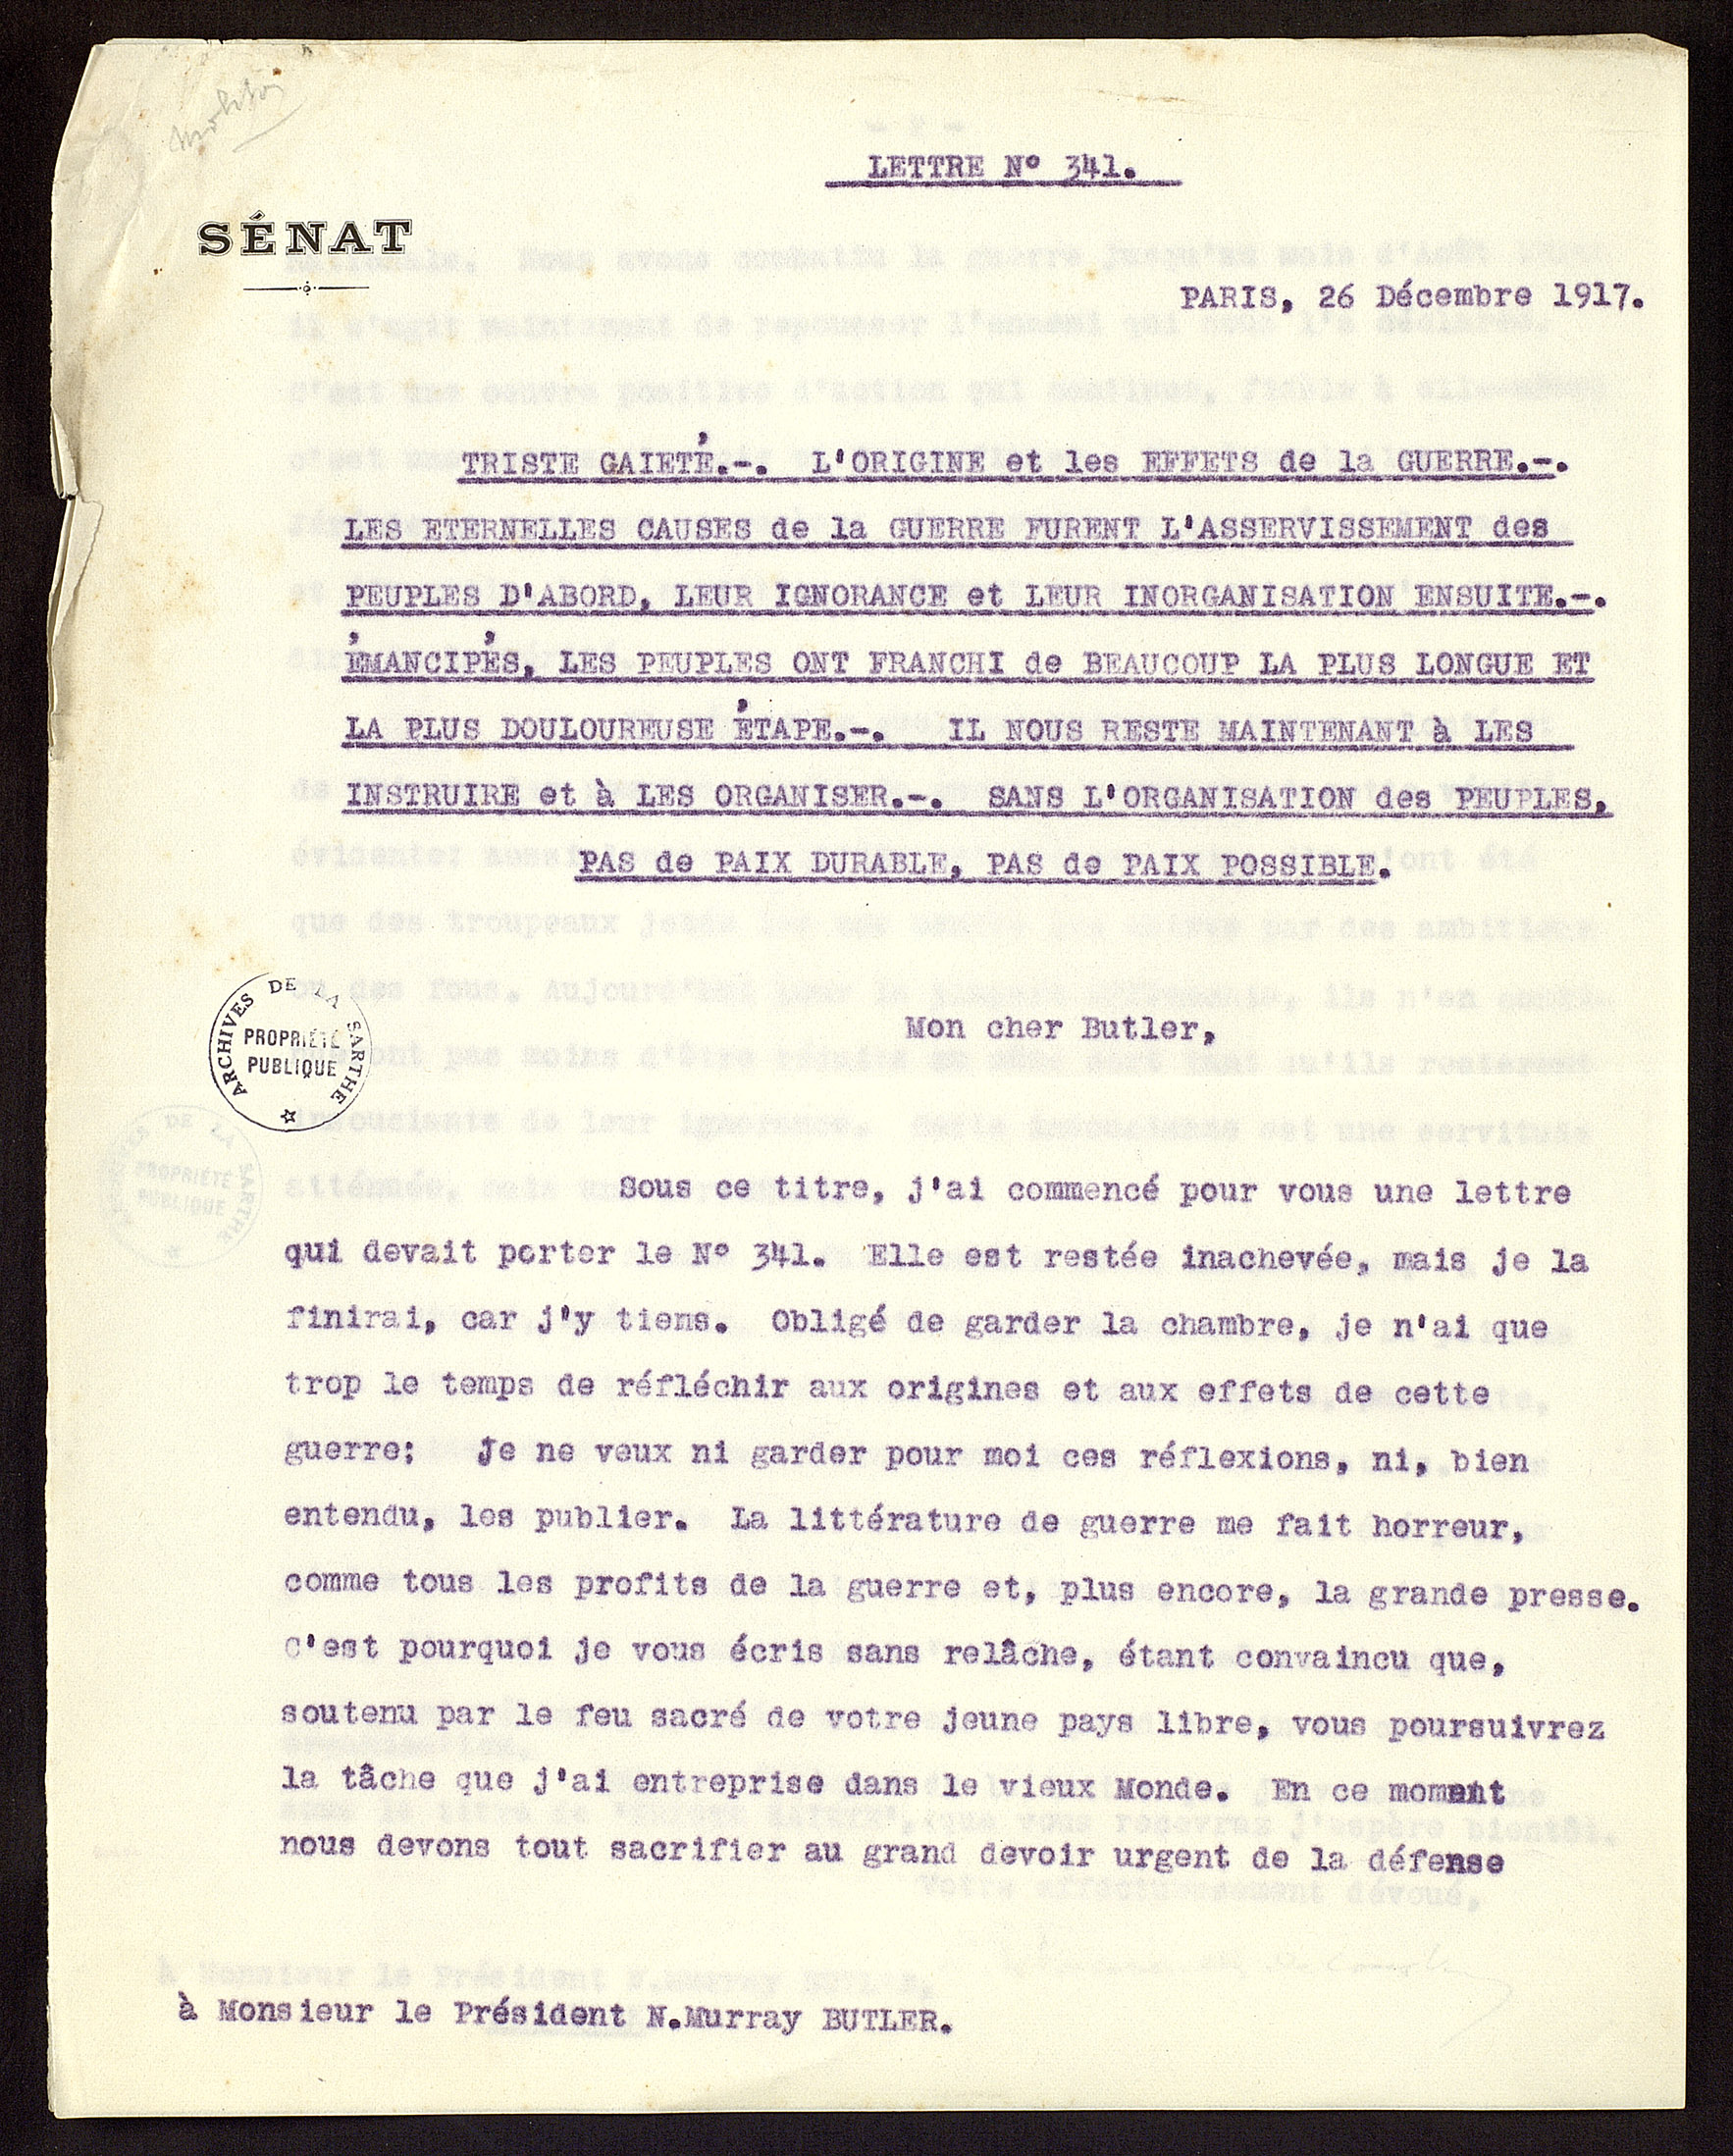 LETTRE Nº 341.
SÉNAT
PARIS, 26 Décembre 1917.
TRISTE GAIETÉ.-. L'ORIGINE et les EFFETS de la GUERRE.-.
LES ETERNELLES CAUSES de la GUERRE FURENT L'ASSERVISSEMENT des
PEUPLES D'ABORD, LEUR IGNORANCE et LEUR INORGANISATION ENSUITE.-.
ÉMANCIPÉS, LES PEUPLES ONT FRANCHI de BEAUCOUP LA PLUS LONGUE ET
LA PLUS DOULOUREUSE ÉTAPE.-. IL NOUS RESTE MAINTENANT à LES
INSTRUIRE et à LES ORGANISER.-. SANS L'ORGANISATION des PEUPLES,
PAS de PAIX DURABLE, PAS de PAIX POSSIBLE.
ARCHIVES DE LA SARTHE
PROPRIÉTÉ
PUBLIQUE
Mon cher Butler,
Sous ce titre, j'ai commencé pour vous une lettre
qui devait porter le Nº 341. Elle est restée inachevée, mais je la
finirai, car j'y tiens. Obligé de garder la chambre, je n'ai que
trop le temps de réfléchir aux origines et aux effets de cette
guerre; Je ne veux ni garder pour moi ces réflexions, ni, bien
entendu, les publier. La littérature de guerre me fait horreur,
comme tous les profits de la guerre et, plus encore, la grande presse.
C'est pourquoi je vous écris sans relâche, étant convaincu que,
soutenu par le feu sacré de votre jeune pays libre, vous poursuivrez
la tâche que j'ai entreprise dans le vieux Monde. En ce moment
nous devons tout sacrifier au grand devoir urgent de la défense
à Monsieur le Président N.Murray BUTLER.